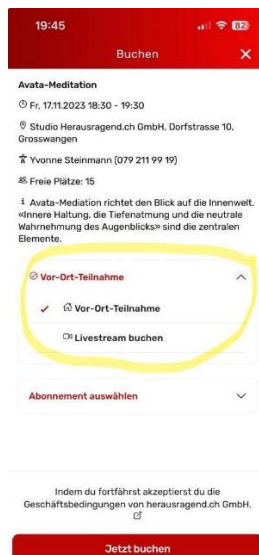 19:45
82
Buchen
Avata-Meditation
Fr, 17.11.2023 18:30 - 19:30
Studio Herausragend.ch GmbH, Dorfstrasse 10,
Grosswangen
Yvonne Steinmann (079 211 99 19)
Freie Plätze: 15
Avata-Mediation richtet den Blick auf die Innenwelt.
«Innere Haltung, die Tiefenatmung und die neutrale
Wahrnehmung des Augenblicks» sind die zentralen
Elemente.
Vor-Ort-Teilnahme
Vor-Ort-Teilnahme
Livestream buchen
Abonnement auswählen
Indem du fortfährst akzeptierst du die
Geschäftsbedingungen von herausragend.ch GmbH.
Jetzt buchen